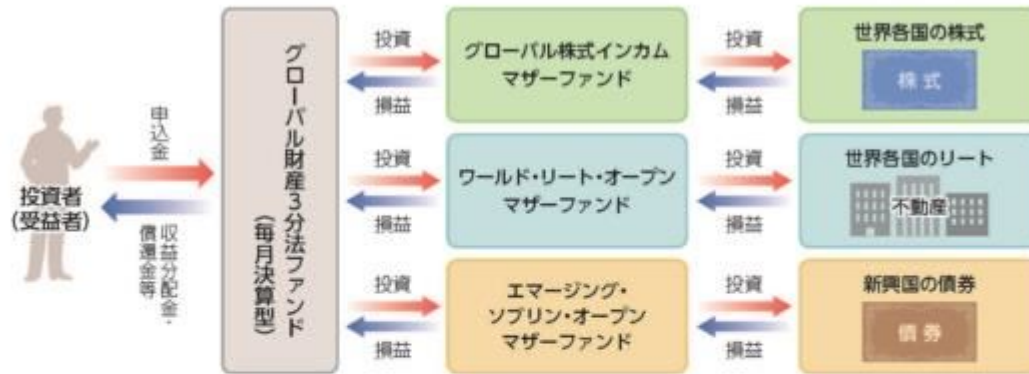 投資者
(受益者)
申込金
収益分配金・
償還金等
グローバル財産3分法ファンド
(毎月決算型)
投資
損益
グローバル株式インカム
マザーファンド
投資
損益
世界各国の株式
株式
投資
損益
ワールド・リート・オープン
マザーファンド
投資
損益
世界各国のリート
不動産
投資
損益
エマージング・
ソブリン・オープン
マザーファンド
投資
損益
新興国の債券
債券